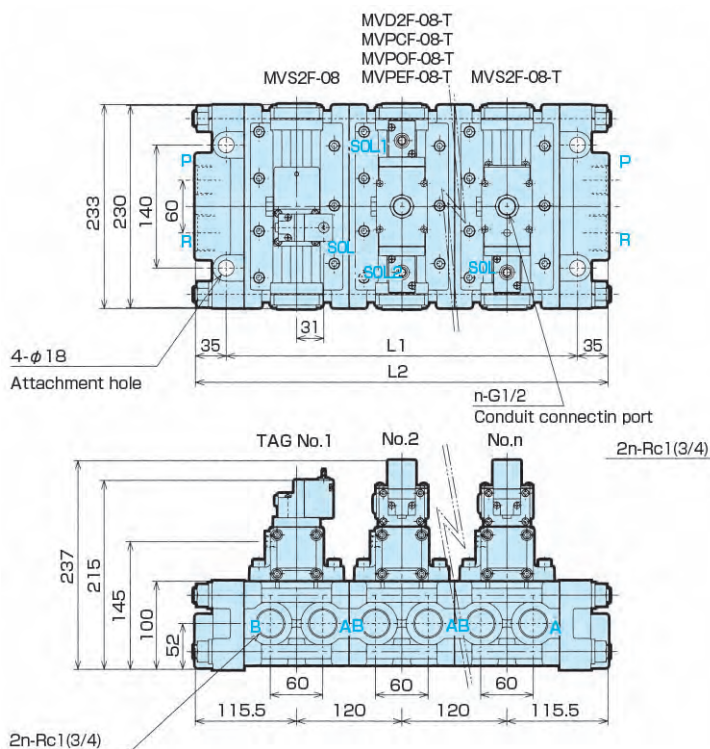 MVD2F-08-T
MVPCF-08-T
MVPOF-08-T
MVPEF-08-T
MVS2F-08
MVS2F-08-T
SOL1
P
P
233
230
140
60
R
R
SOL
SOL2
SOL
31
4-φ18
Attachment hole
35
L1
35
L2
n-G1/2
Conduit connectin port
TAG No.1
No.2
No.n
2n-Rc1(3/4)
237
215
145
100
52
B
AB
AB
A
60
60
60
115.5
120
120
115.5
2n-Rc1(3/4)